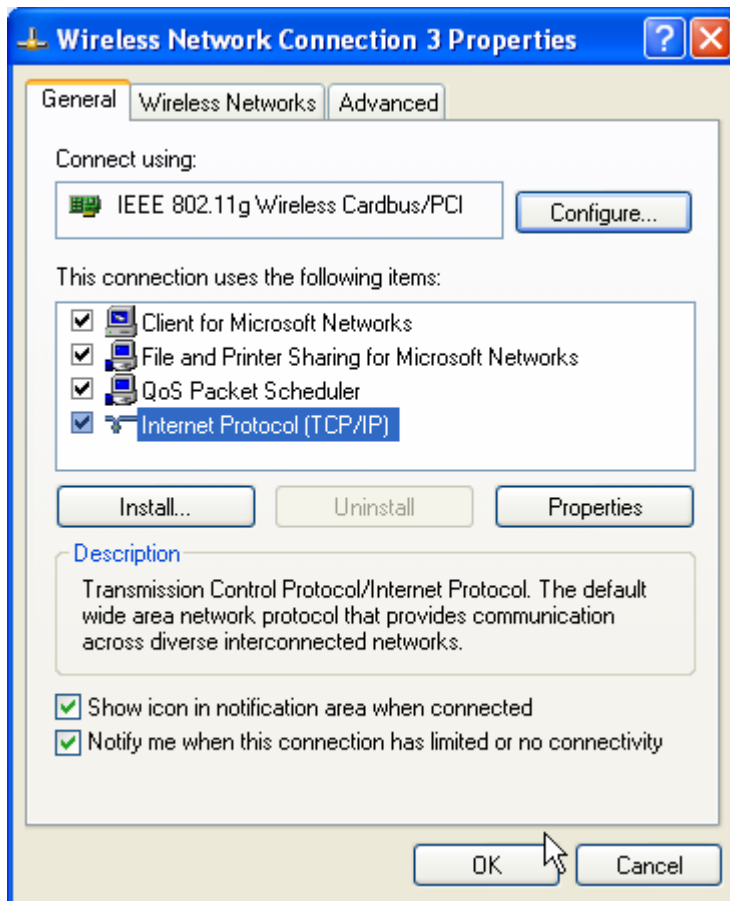 Wireless Network Connection 3 Properties
General Wireless Networks Advanced
Connect using:
IEEE 802.11g Wireless Cardbus/PCI Configure...
This connection uses the following items:
Client for Microsoft Networks
File and Printer Sharing for Microsoft Networks
QoS Packet Scheduler
Internet Protocol (TCP/IP)
Install... Uninstall Properties
Description
Transmission Control Protocol/Internet Protocol. The default
wide area network protocol that provides communication
across diverse interconnected networks.
Show icon in notification area when connected
Notify me when this connection has limited or no connectivity
OK Cancel